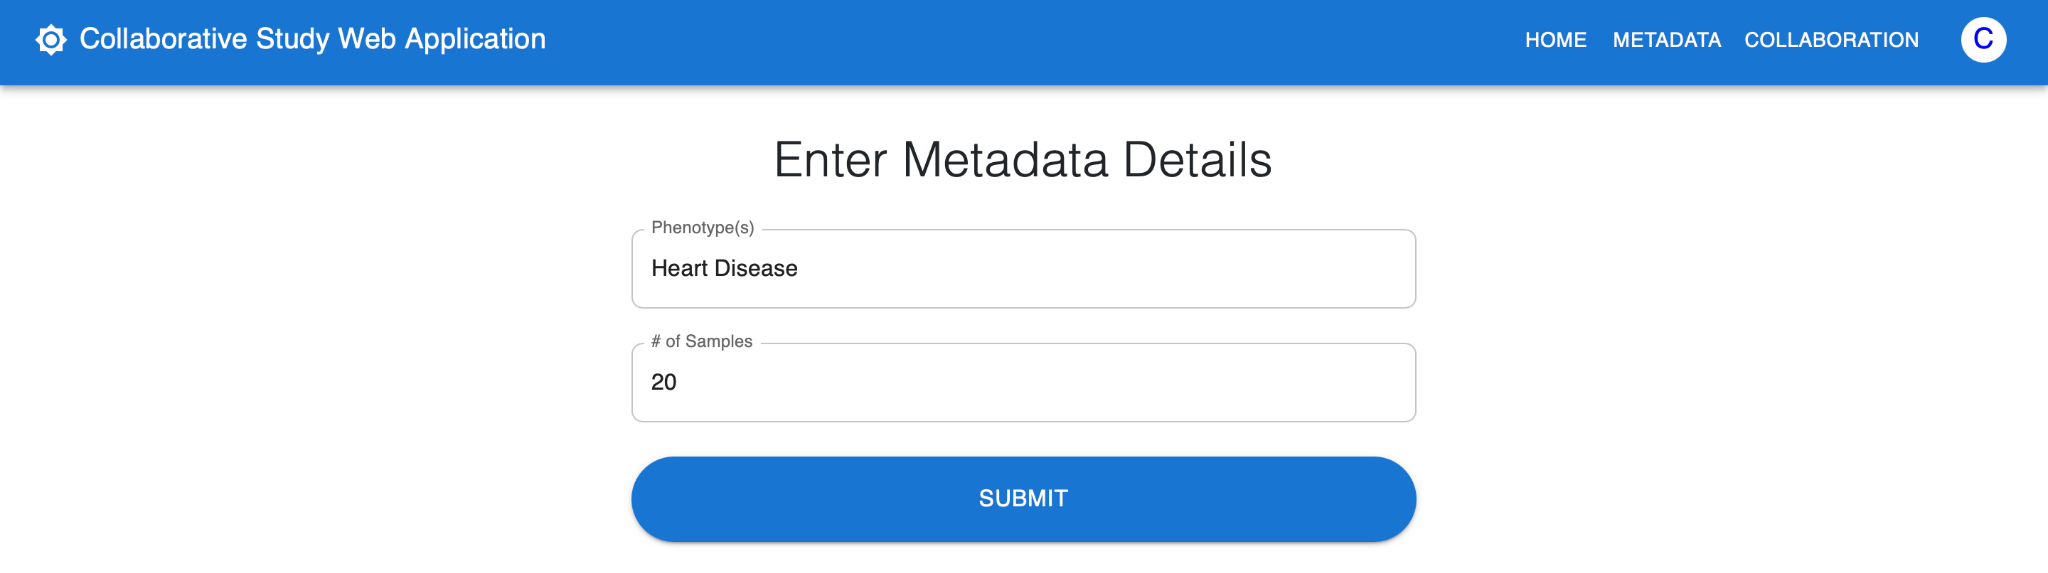 Collaborative Study Web Application
HOME METADATA COLLABORATION C
Enter Metadata Details
Phenotype(s)
Heart Disease
# of Samples
20
SUBMIT